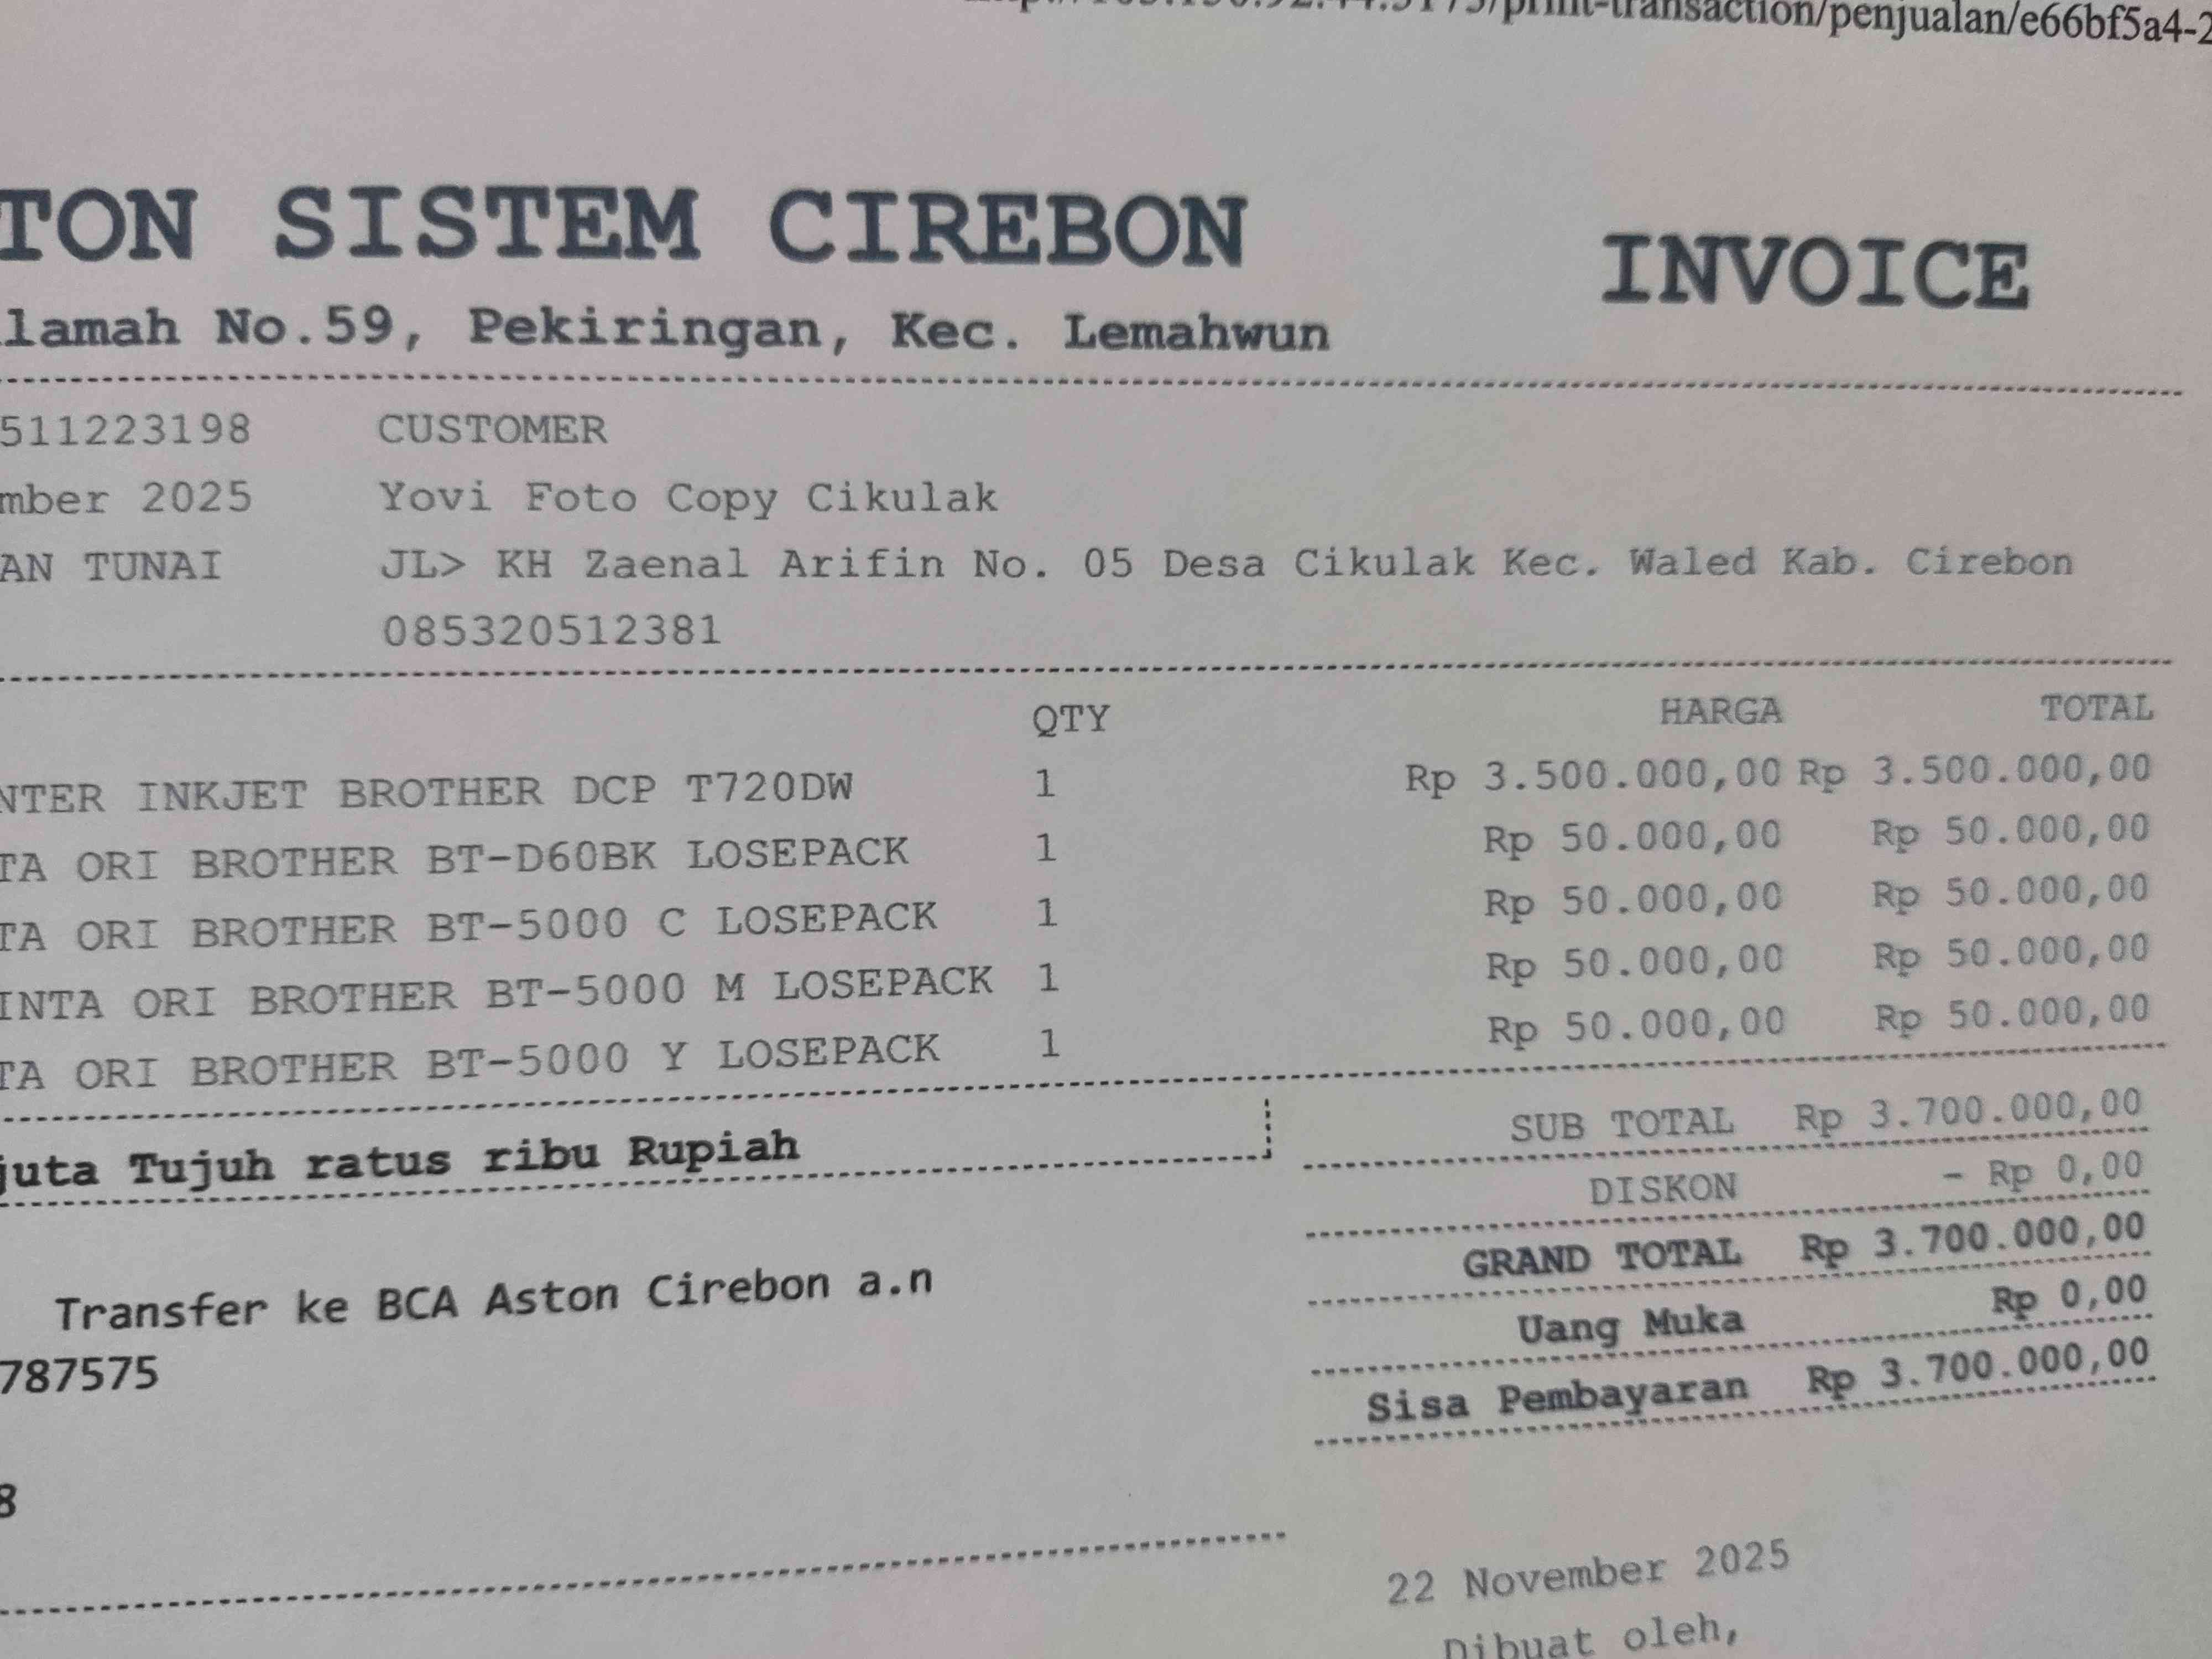 /print-transaction/penjualan/e66bf5a4-2
TON SISTEM CIREBON
INVOICE
lamah No.59, Pekiringan, Kec. Lemahwun
511223198 CUSTOMER
mber 2025 Yovi Foto Copy Cikulak
AN TUNAI JL> KH Zaenal Arifin No. 05 Desa Cikulak Kec. Waled Kab. Cirebon
085320512381
QTY HARGA TOTAL
NTER INKJET BROTHER DCP T720DW 1 Rp 3.500.000,00 Rp 3.500.000,00
TA ORI BROTHER BT-D60BK LOSEPACK 1 Rp 50.000,00 Rp 50.000,00
TA ORI BROTHER BT-5000 C LOSEPACK 1 Rp 50.000,00 Rp 50.000,00
INTA ORI BROTHER BT-5000 M LOSEPACK 1 Rp 50.000,00 Rp 50.000,00
TA ORI BROTHER BT-5000 Y LOSEPACK 1 Rp 50.000,00 Rp 50.000,00
juta Tujuh ratus ribu Rupiah
SUB TOTAL Rp 3.700.000,00
DISKON - Rp 0,00
GRAND TOTAL Rp 3.700.000,00
Uang Muka Rp 0,00
Sisa Pembayaran Rp 3.700.000,00
Transfer ke BCA Aston Cirebon a.n
787575
8
22 November 2025
Dibuat oleh,